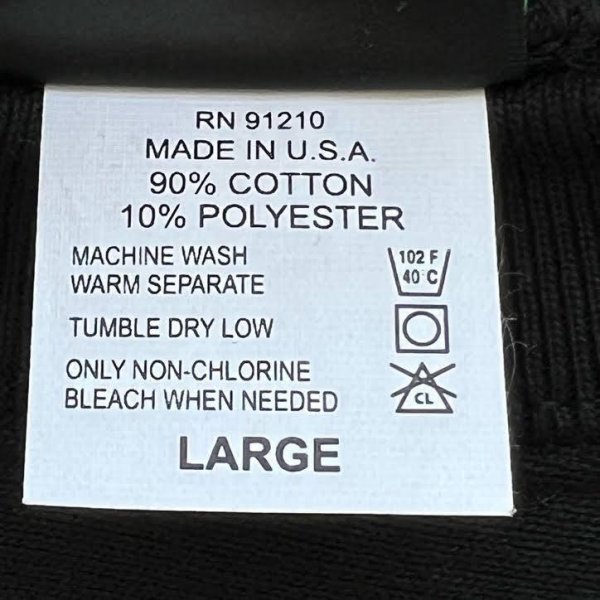 RN 91210
MADE IN U.S.A.
90% COTTON
10% POLYESTER
MACHINE WASH
WARM SEPARATE
102 F
40°C
TUMBLE DRY LOW
ONLY NON-CHLORINE
BLEACH WHEN NEEDED
CL
LARGE